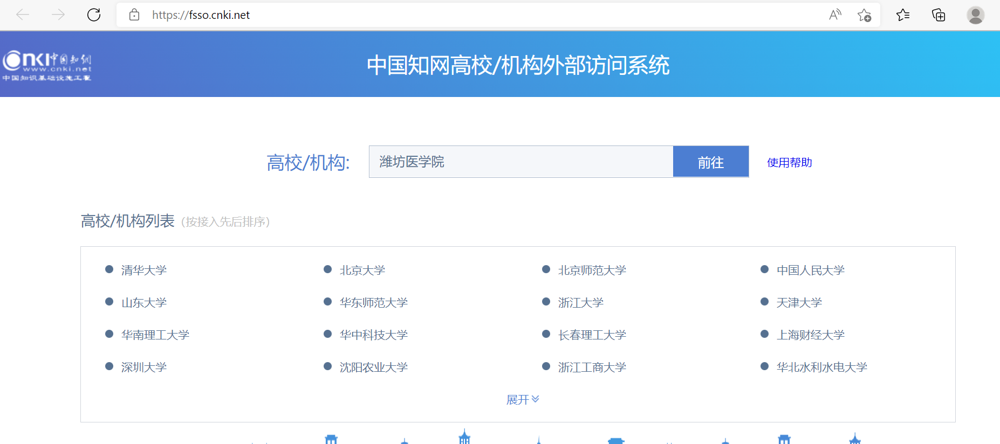 https://fsso.cnki.net
Cnki中国知网
www.cnki.net
中国知识基础设施工程
中国知网高校/机构外部访问系统
高校/机构: 潍坊医学院 前往 使用帮助
高校/机构列表 (按接入先后排序)
清华大学 北京大学 北京师范大学 中国人民大学
山东大学 华东师范大学 浙江大学 天津大学
华南理工大学 华中科技大学 长春理工大学 上海财经大学
深圳大学 沈阳农业大学 浙江工商大学 华北水利水电大学
展开